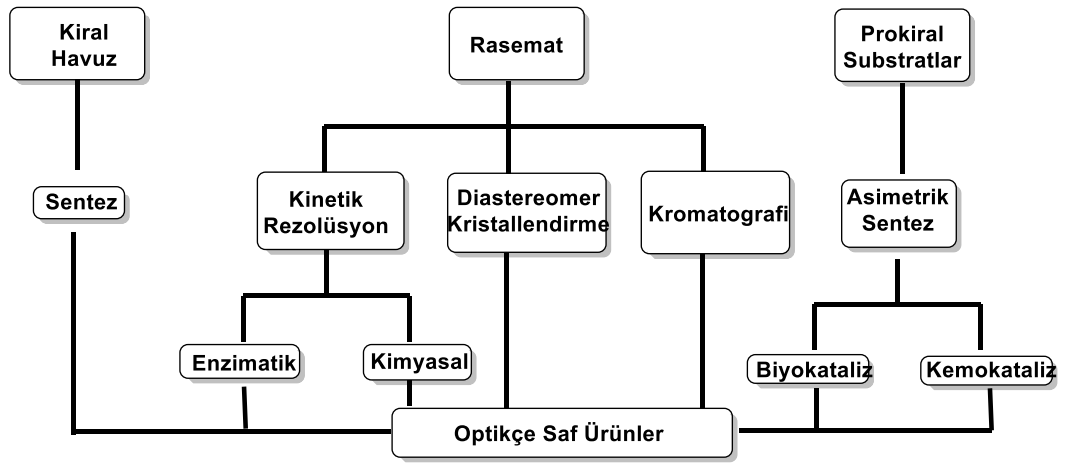 Kiral
Havuz
Rasemat
Prokiral
Substratlar
Sentez
Kinetik
Rezolüsyon
Diastereomer
Kristallendirme
Kromatografi
Asimetrik
Sentez
Enzimatik
Kimyasal
Biyokataliz
Kemokataliz
Optikçe Saf Ürünler